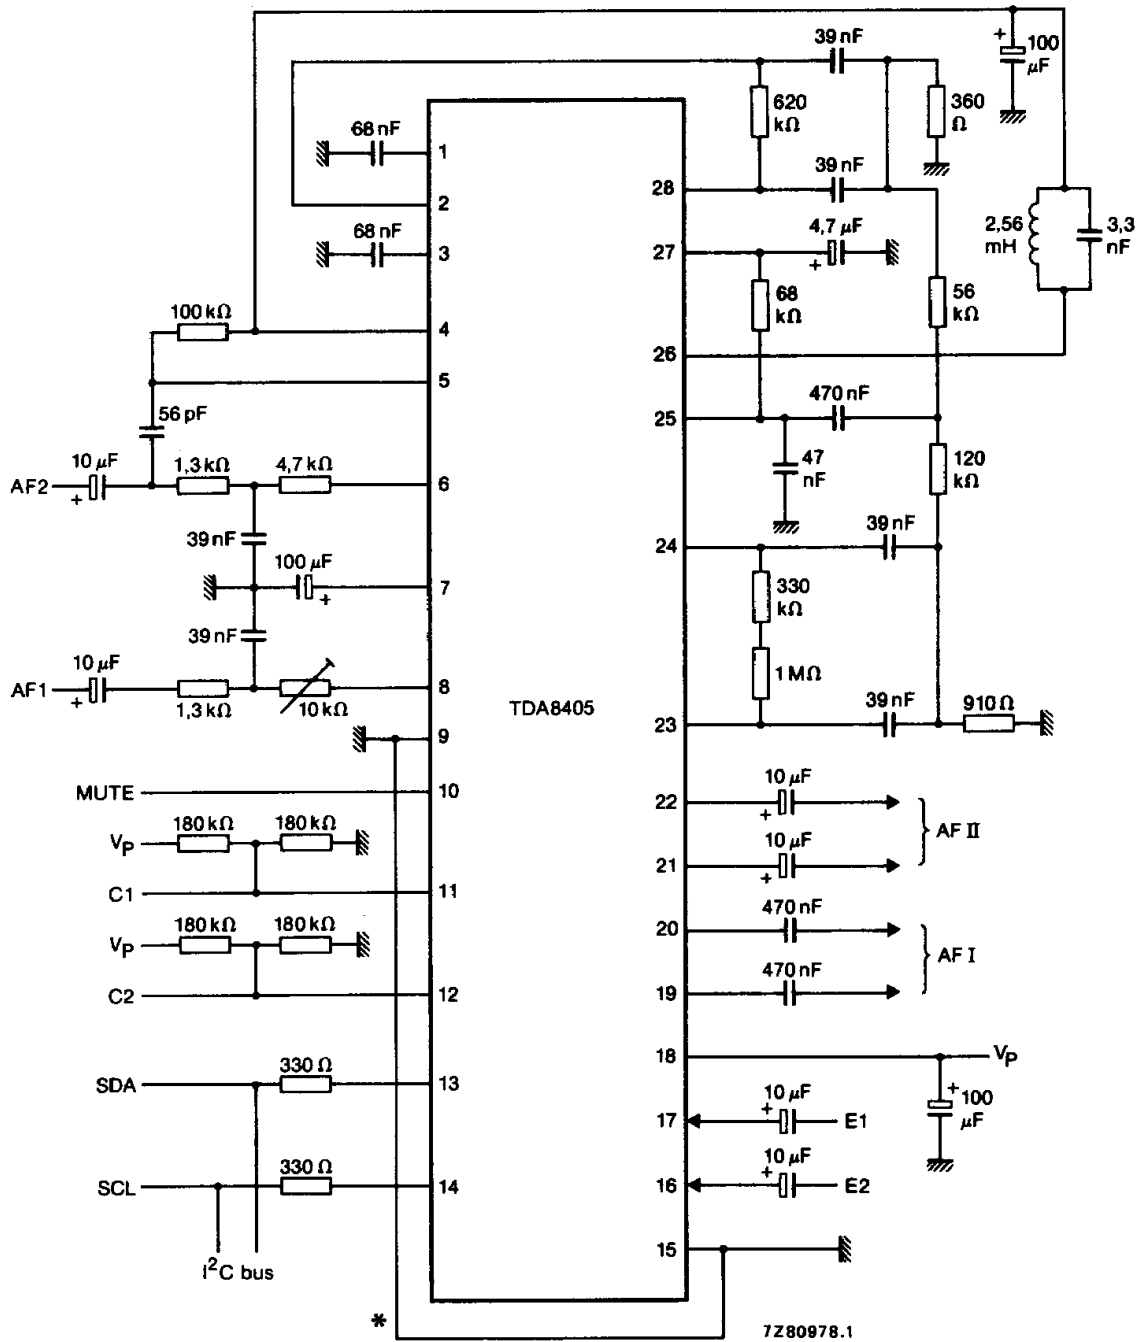 39 nF
+ 100 µF
620 kΩ
360 Ω
68 nF
1
39 nF
28
2
4,7 µF
+
2,56 mH
3,3 nF
68 nF
3
27
68 kΩ
56 kΩ
100 kΩ
4
26
5
470 nF
25
56 pF
10 µF
1,3 kΩ
4,7 kΩ
47 nF
120 kΩ
AF2
+
6
39 nF
39 nF
24
100 µF
+
7
330 kΩ
39 nF
10 µF
1 MΩ
AF1
+
8
1,3 kΩ
10 kΩ
TDA8405
39 nF
910 Ω
23
9
10 µF
MUTE
10
22
+
180 kΩ
180 kΩ
AF II
VP
10 µF
21
+
C1
11
470 nF
180 kΩ
180 kΩ
20
VP
AF I
470 nF
C2
12
19
18
VP
330 Ω
SDA
13
10 µF
+ 100 µF
17
+
E1
330 Ω
10 µF
SCL
14
16
+
E2
15
I²C bus
*
7Z80978.1